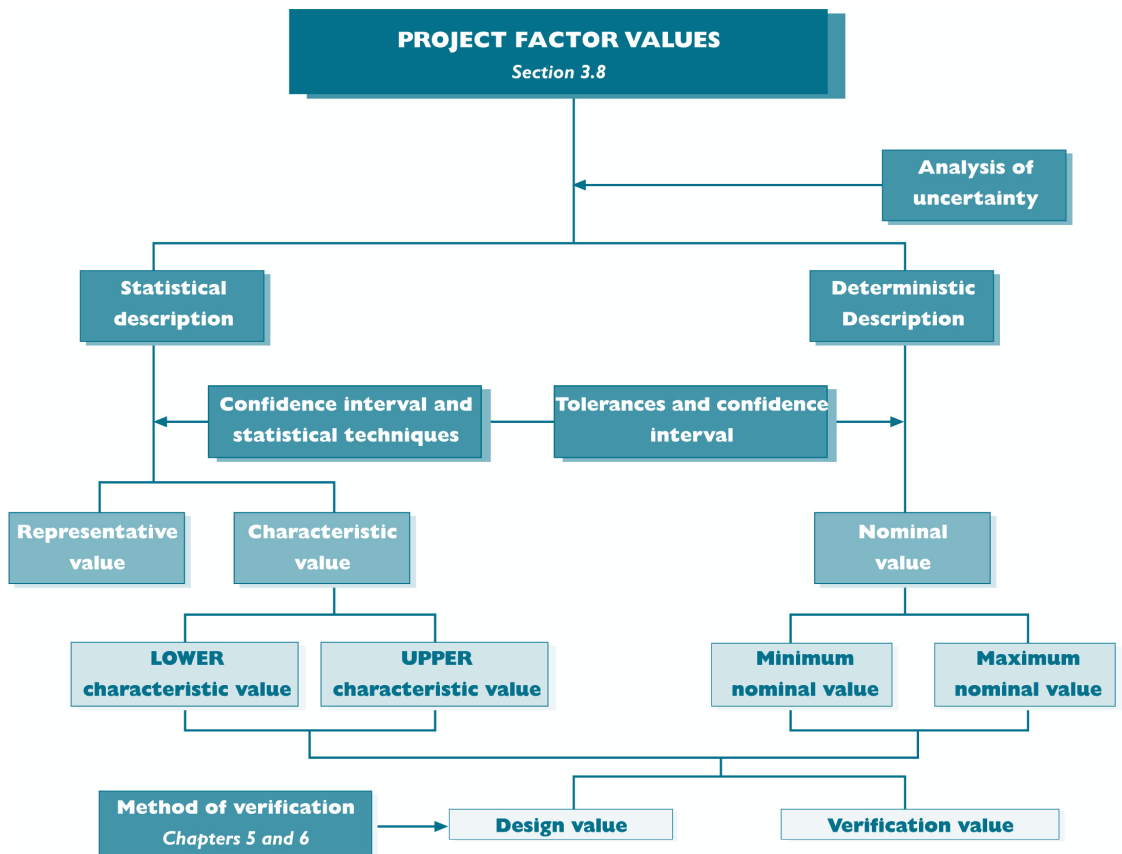 PROJECT FACTOR VALUES
Section 3.8
Analysis of
uncertainty
Statistical
description
Deterministic
Description
Confidence interval and
statistical techniques
Tolerances and confidence
interval
Representative
value
Characteristic
value
Nominal
value
LOWER
characteristic value
UPPER
characteristic value
Minimum
nominal value
Maximum
nominal value
Method of verification
Chapters 5 and 6
Design value
Verification value